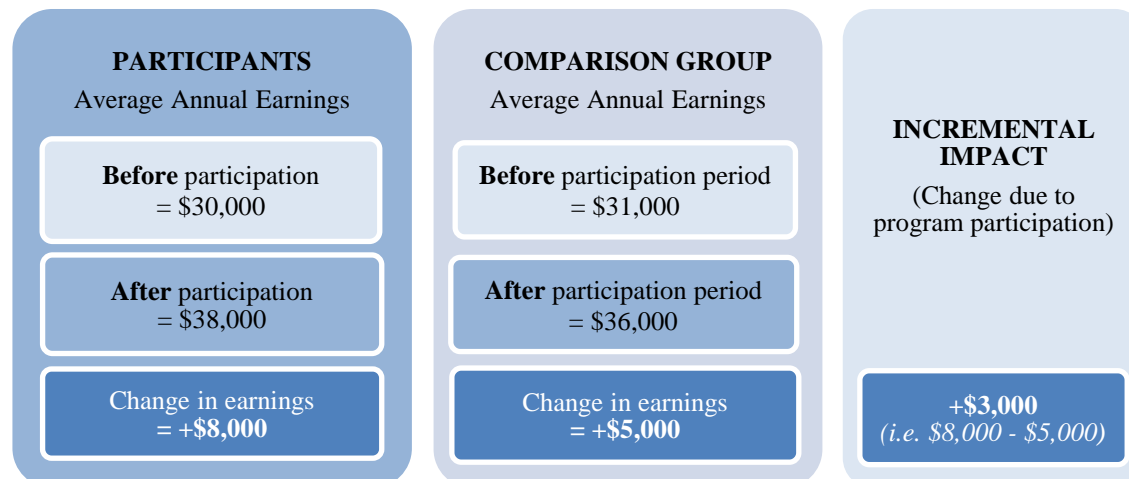 PARTICIPANTS
Average Annual Earnings
Before participation
= $30,000
After participation
= $38,000
Change in earnings
= +$8,000
COMPARISON GROUP
Average Annual Earnings
Before participation period
= $31,000
After participation period
= $36,000
Change in earnings
= +$5,000
INCREMENTAL
IMPACT
(Change due to
program participation)
+$3,000
(i.e. $8,000 - $5,000)